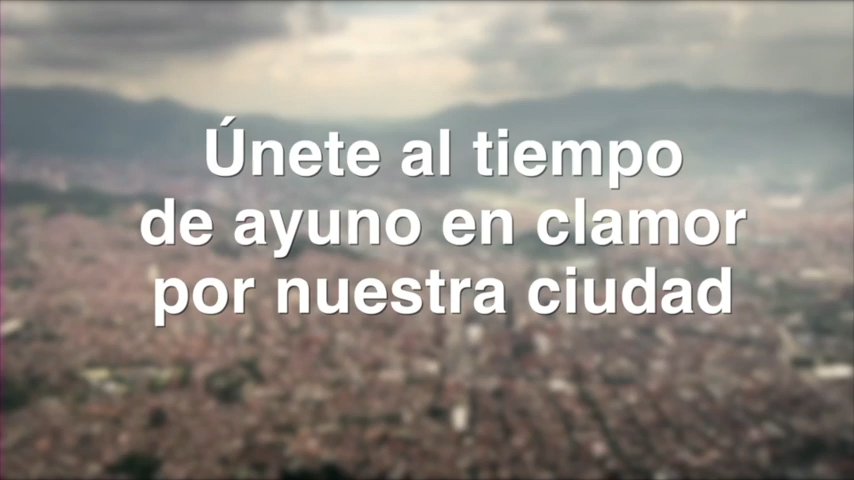 Únete al tiempo
de ayuno en clamor
por nuestra ciudad